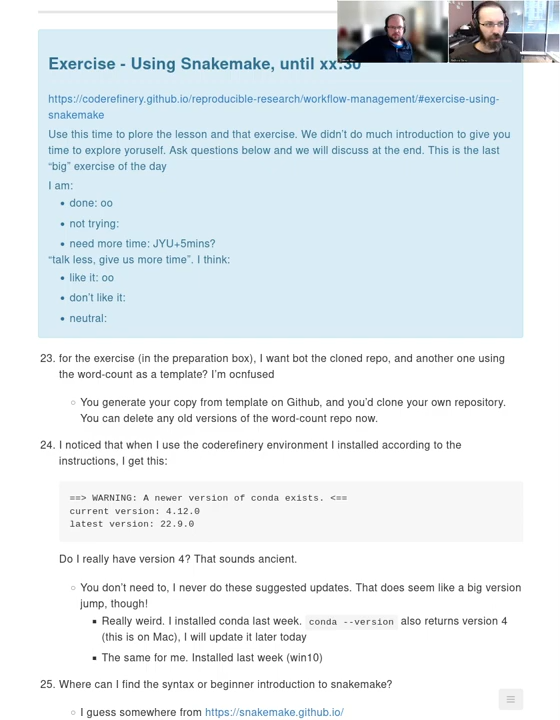 Exercise - Using Snakemake, until xx:30
https://coderefinery.github.io/reproducible-research/workflow-management/#exercise-using-
snakemake
Use this time to plore the lesson and that exercise. We didn't do much introduction to give you
time to explore yoruself. Ask questions below and we will discuss at the end. This is the last
“big” exercise of the day
I am:
• done: oo
• not trying:
• need more time: JYU+5mins?
“talk less, give us more time”. I think:
• like it: oo
• don't like it:
• neutral:
23. for the exercise (in the preparation box), I want bot the cloned repo, and another one using
the word-count as a template? I'm ocnfused
◦ You generate your copy from template on Github, and you'd clone your own repository.
You can delete any old versions of the word-count repo now.
24. I noticed that when I use the coderefinery environment I installed according to the
instructions, I get this:
==> WARNING: A newer version of conda exists. <==
current version: 4.12.0
latest version: 22.9.0
Do I really have version 4? That sounds ancient.
◦ You don't need to, I never do these suggested updates. That does seem like a big version
jump, though!
▪ Really weird. I installed conda last week. conda --version also returns version 4
(this is on Mac), I will update it later today
▪ The same for me. Installed last week (win10)
25. Where can I find the syntax or beginner introduction to snakemake?
◦ I guess somewhere from https://snakemake.github.io/